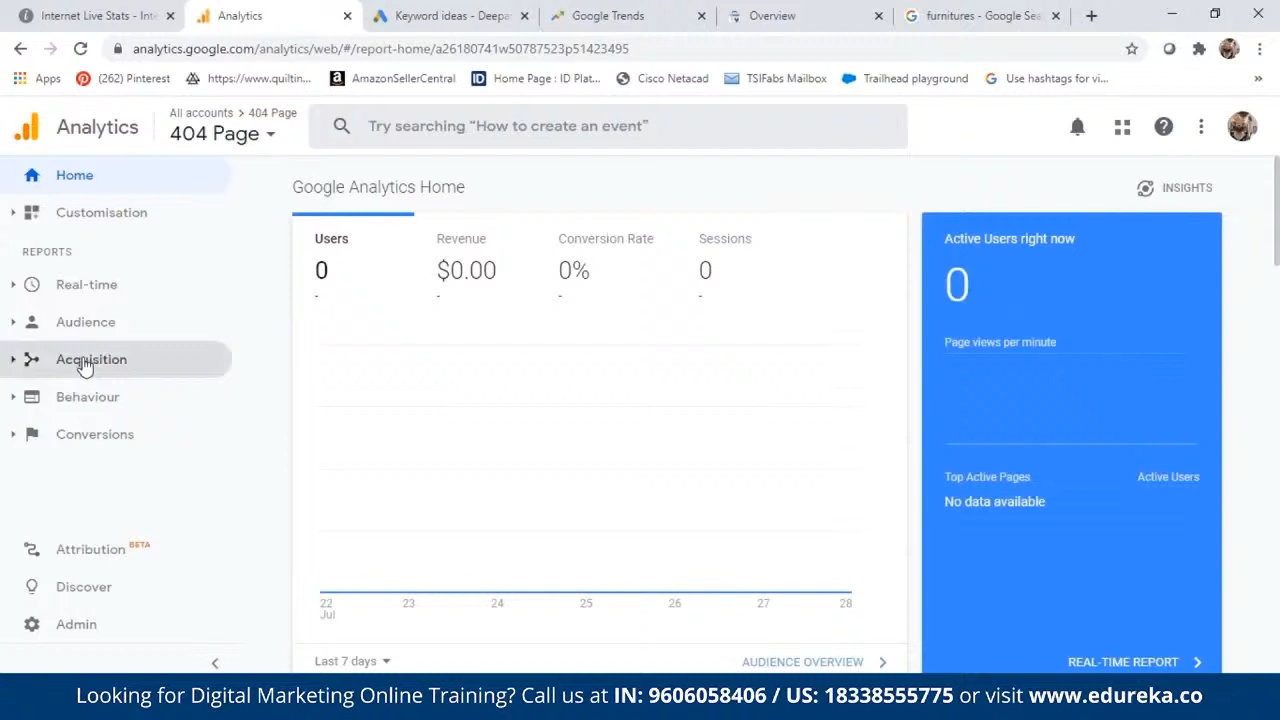 Internet Live Stats - Inte
Analytics
Keyword ideas - Deepa
Google Trends
Overview
furnitures - Google Sea
analytics.google.com/analytics/web/#/report-home/a26180741w50787523p51423495
Apps
(262) Pinterest
https://www.quiltin...
AmazonSellerCentral
ID
Home Page : ID Plat...
Cisco Netacad
TSIFabs Mailbox
Trailhead playground
Use hashtags for vi...
Analytics
All accounts > 404 Page
404 Page
Try searching “How to create an event”
Home
Customisation
REPORTS
Real-time
Audience
Acquisition
Behaviour
Conversions
Attribution BETA
Discover
Admin
Google Analytics Home
INSIGHTS
Users Revenue Conversion Rate Sessions
0 $0.00 0% 0
- - - -
22 23 24 25 26 27 28
Jul
Last 7 days
AUDIENCE OVERVIEW
Active Users right now
0
Page views per minute
Top Active Pages Active Users
No data available
REAL-TIME REPORT
Looking for Digital Marketing Online Training? Call us at IN: 9606058406 / US: 18338555775 or visit www.edureka.co